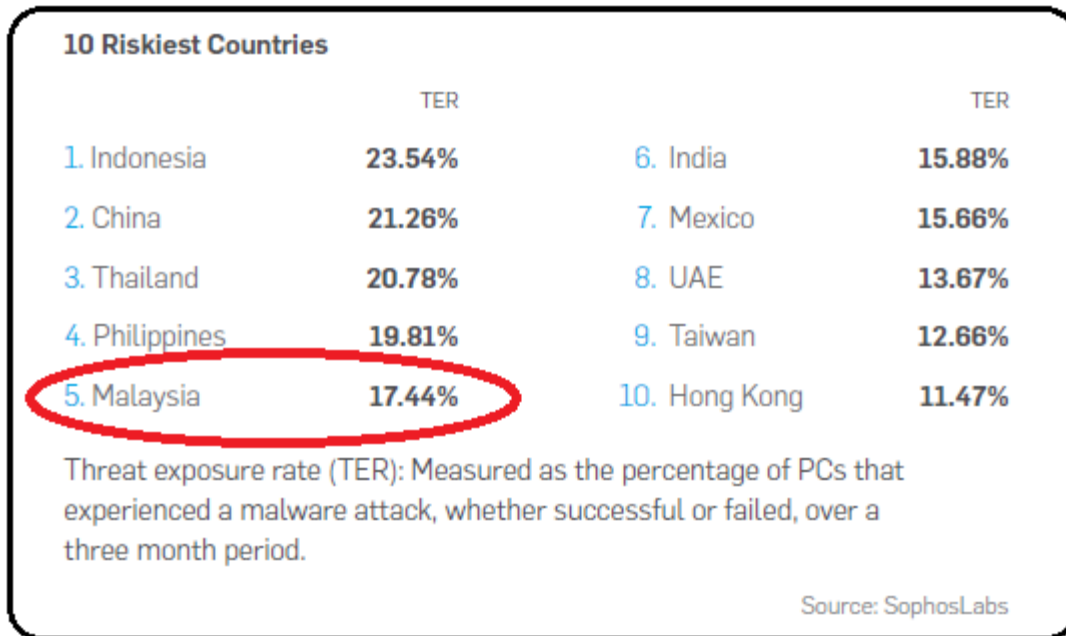 10 Riskiest Countries
TER TER
1. Indonesia 23.54% 6. India 15.88%
2. China 21.26% 7. Mexico 15.66%
3. Thailand 20.78% 8. UAE 13.67%
4. Philippines 19.81% 9. Taiwan 12.66%
5. Malaysia 17.44% 10. Hong Kong 11.47%
Threat exposure rate (TER): Measured as the percentage of PCs that
experienced a malware attack, whether successful or failed, over a
three month period.
Source: SophosLabs